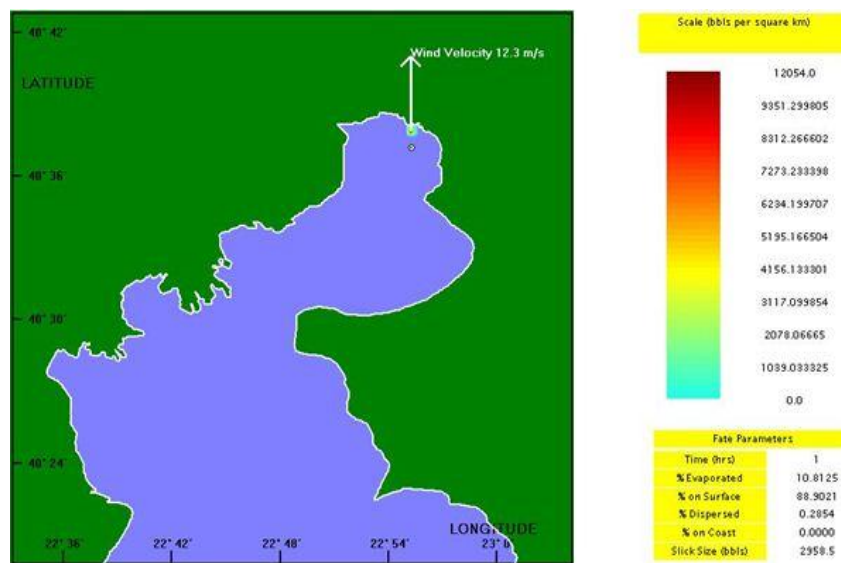 40° 42'
Wind Velocity 12.3 m/s
LATITUDE
40° 36'
40° 30'
40° 24'
LONGITUDE
22° 36' 22° 42' 22° 48' 22° 54' 23° 0'
Scale (bbls per square km)
12054.0
9351.299805
8312.266602
7273.233398
6234.199707
5195.166504
4156.133301
3117.099854
2078.06665
1039.033325
0.0
Fate Parameters
Time (hrs) 1
% Evaporated 10.8125
% on Surface 88.9021
% Dispersed 0.2854
% on Coast 0.0000
Slick Size (bbls) 2958.5